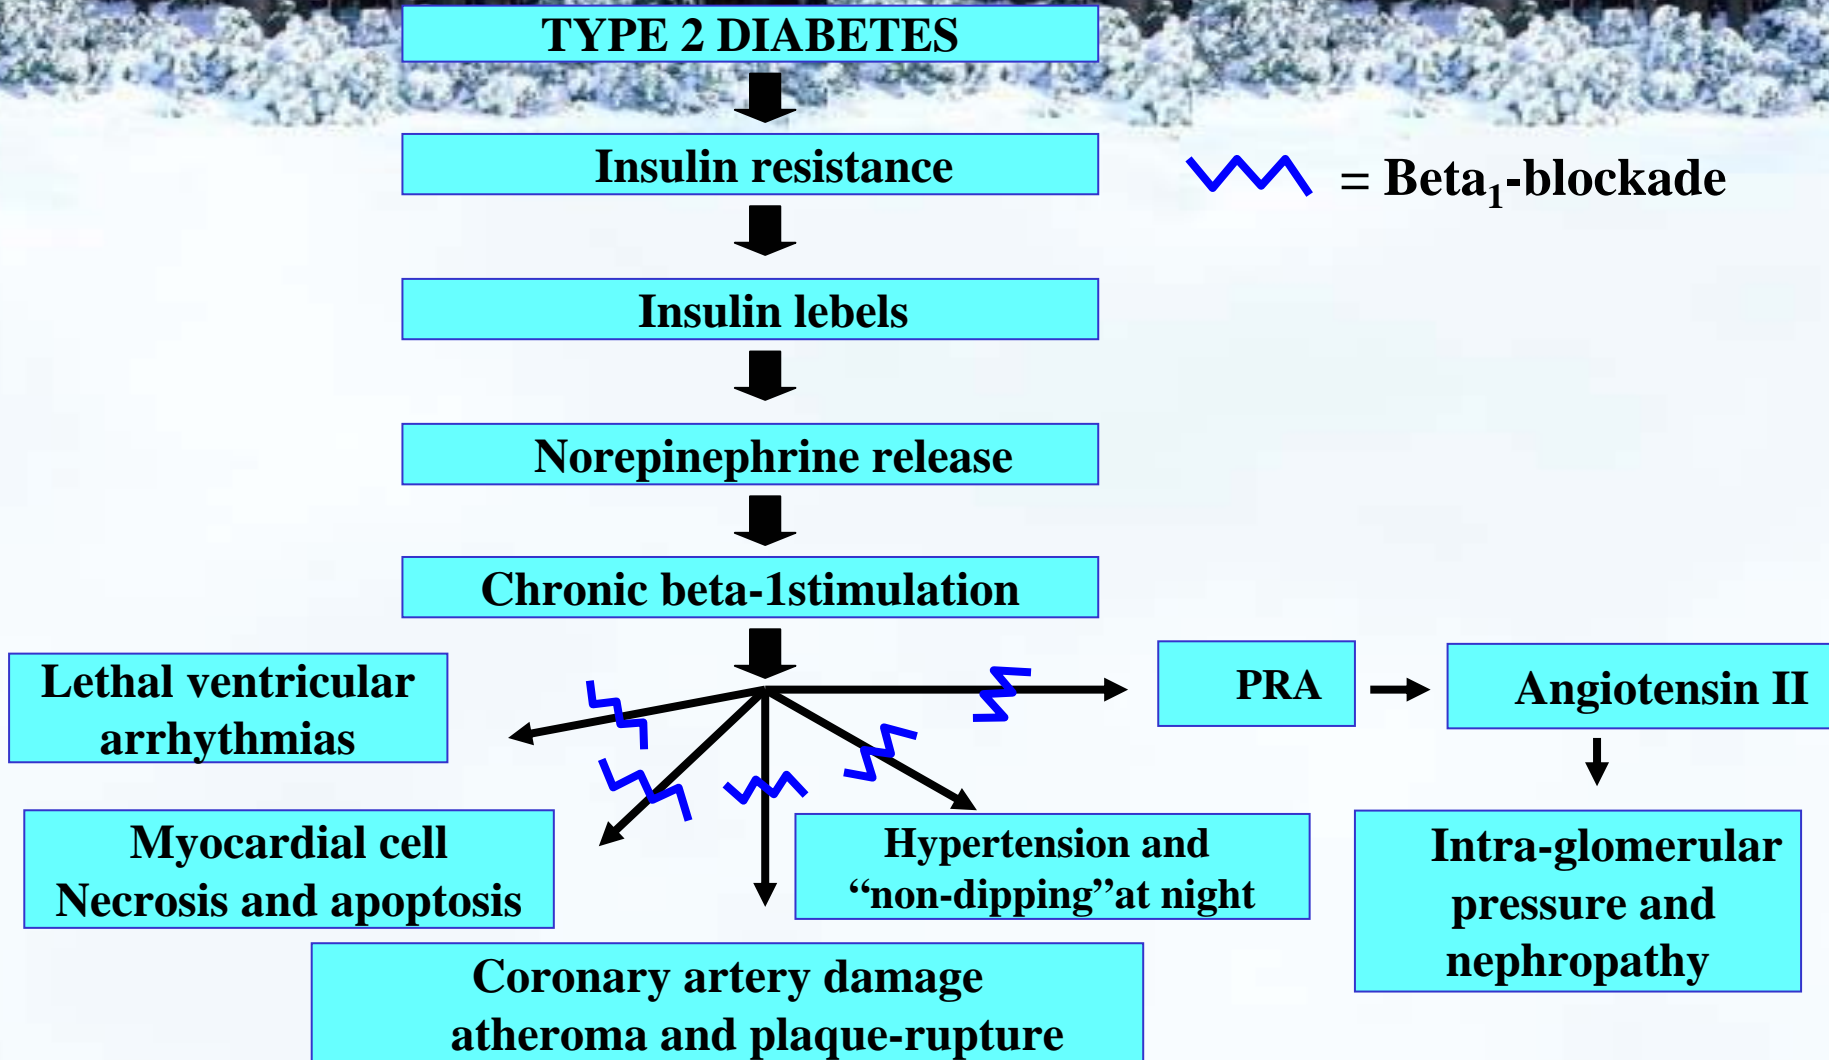 TYPE 2 DIABETES
Insulin resistance
= Beta₁-blockade
Insulin lebels
Norepinephrine release
Chronic beta-1stimulation
Lethal ventricular
arrhythmias
PRA
Angiotensin II
Myocardial cell
Necrosis and apoptosis
Hypertension and
“non-dipping”at night
Intra-glomerular
pressure and
nephropathy
Coronary artery damage
atheroma and plaque-rupture